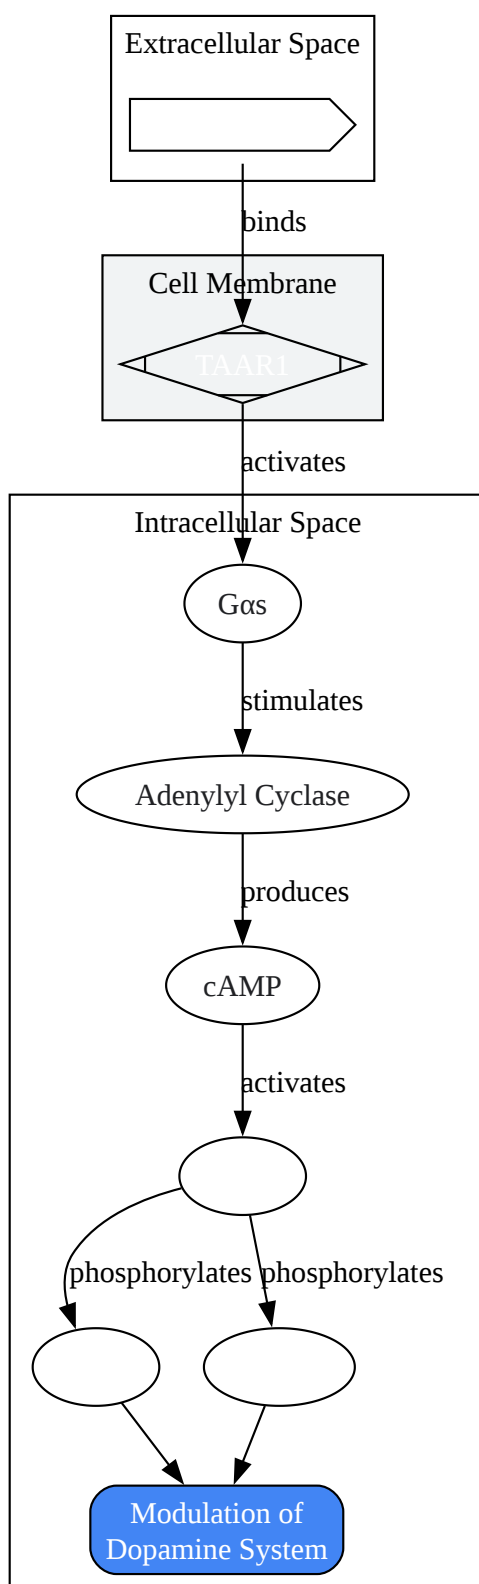 Extracellular Space
binds
Cell Membrane
TAAR1
activates
Intracellular Space
Gαs
stimulates
Adenylyl Cyclase
produces
cAMP
activates
phosphorylates
phosphorylates
Modulation of
Dopamine System